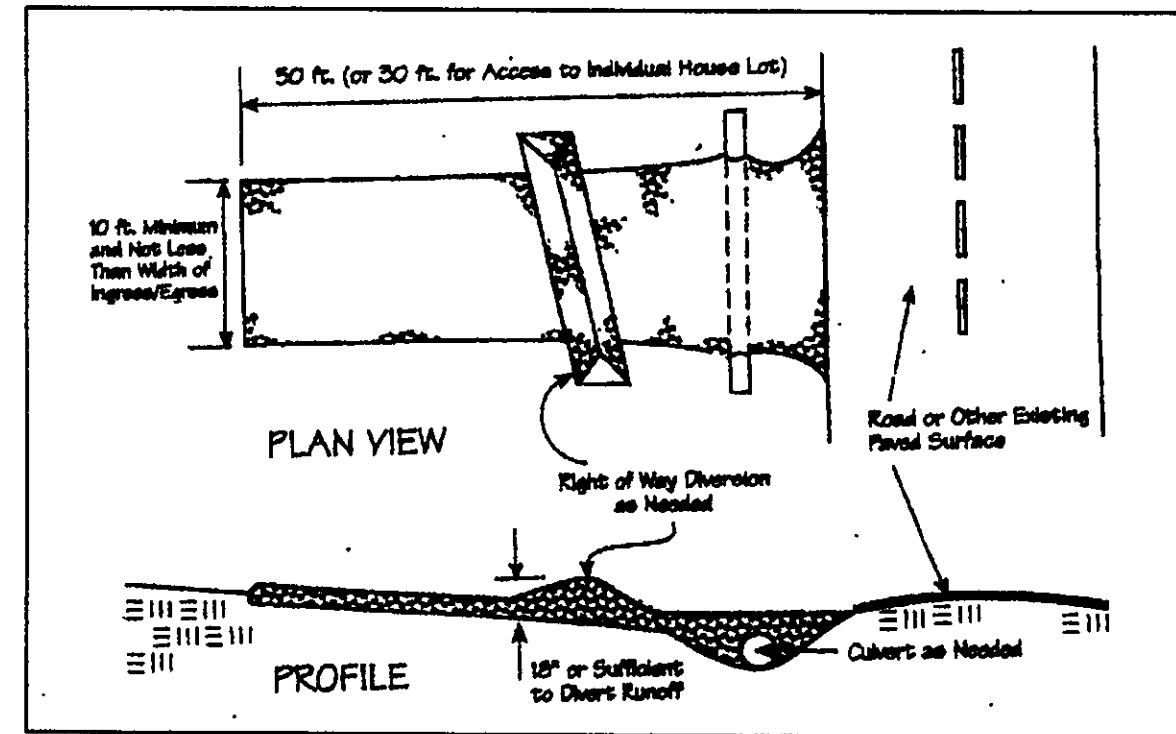 50 ft. (or 30 ft. for Access to Individual House Lot)
10 ft. Minimum
and Not Less
Than Width of
Ingress/Egress
PLAN VIEW
Road or Other Existing
Paved Surface
Right of Way Diversion
as Needed
18" or Sufficient
to Divert Runoff
Culvert as Needed
PROFILE